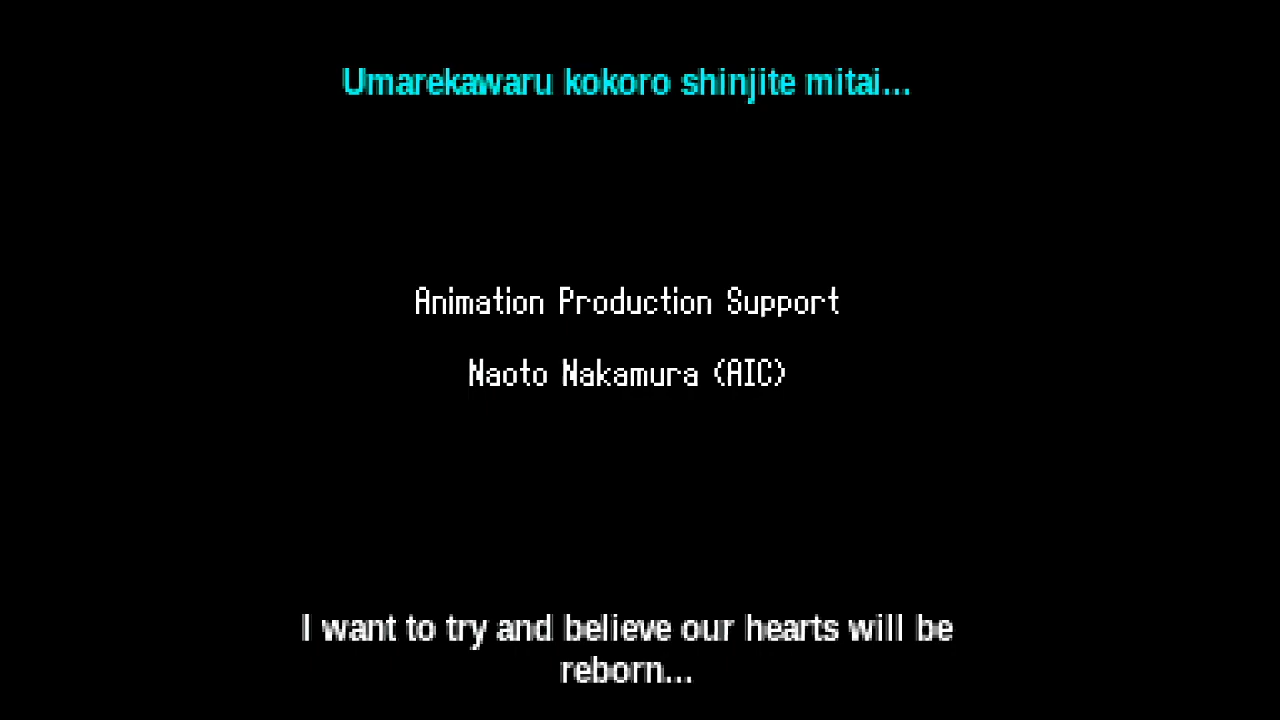 Umarekawaru kokoro shinjite mitai...
Animation Production Support
Naoto Nakamura (AIC)
I want to try and believe our hearts will be
reborn...